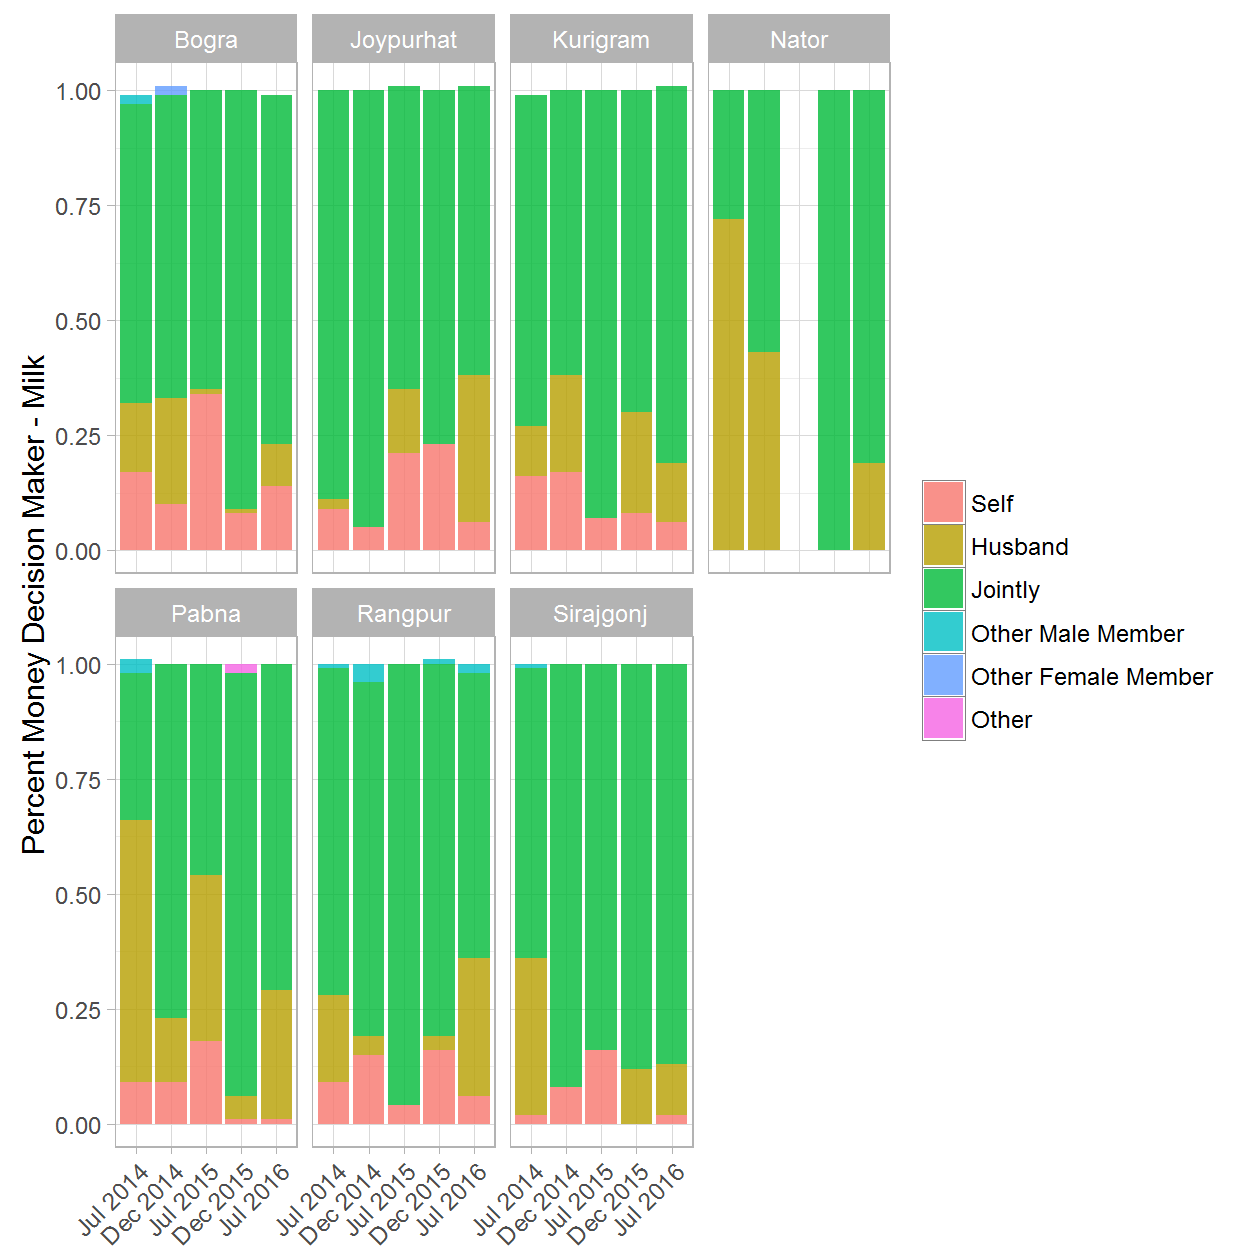 Bogra
Joypurhat
Kurigram
Nator
1.00
0.75
0.50
0.25
0.00
Percent Money Decision Maker - Milk
Pabna
Rangpur
Sirajgonj
1.00
0.75
0.50
0.25
0.00
Jul 2014
Dec 2014
Jul 2015
Dec 2015
Jul 2016
Jul 2014
Dec 2014
Jul 2015
Dec 2015
Jul 2016
Jul 2014
Dec 2014
Jul 2015
Dec 2015
Jul 2016
Self
Husband
Jointly
Other Male Member
Other Female Member
Other